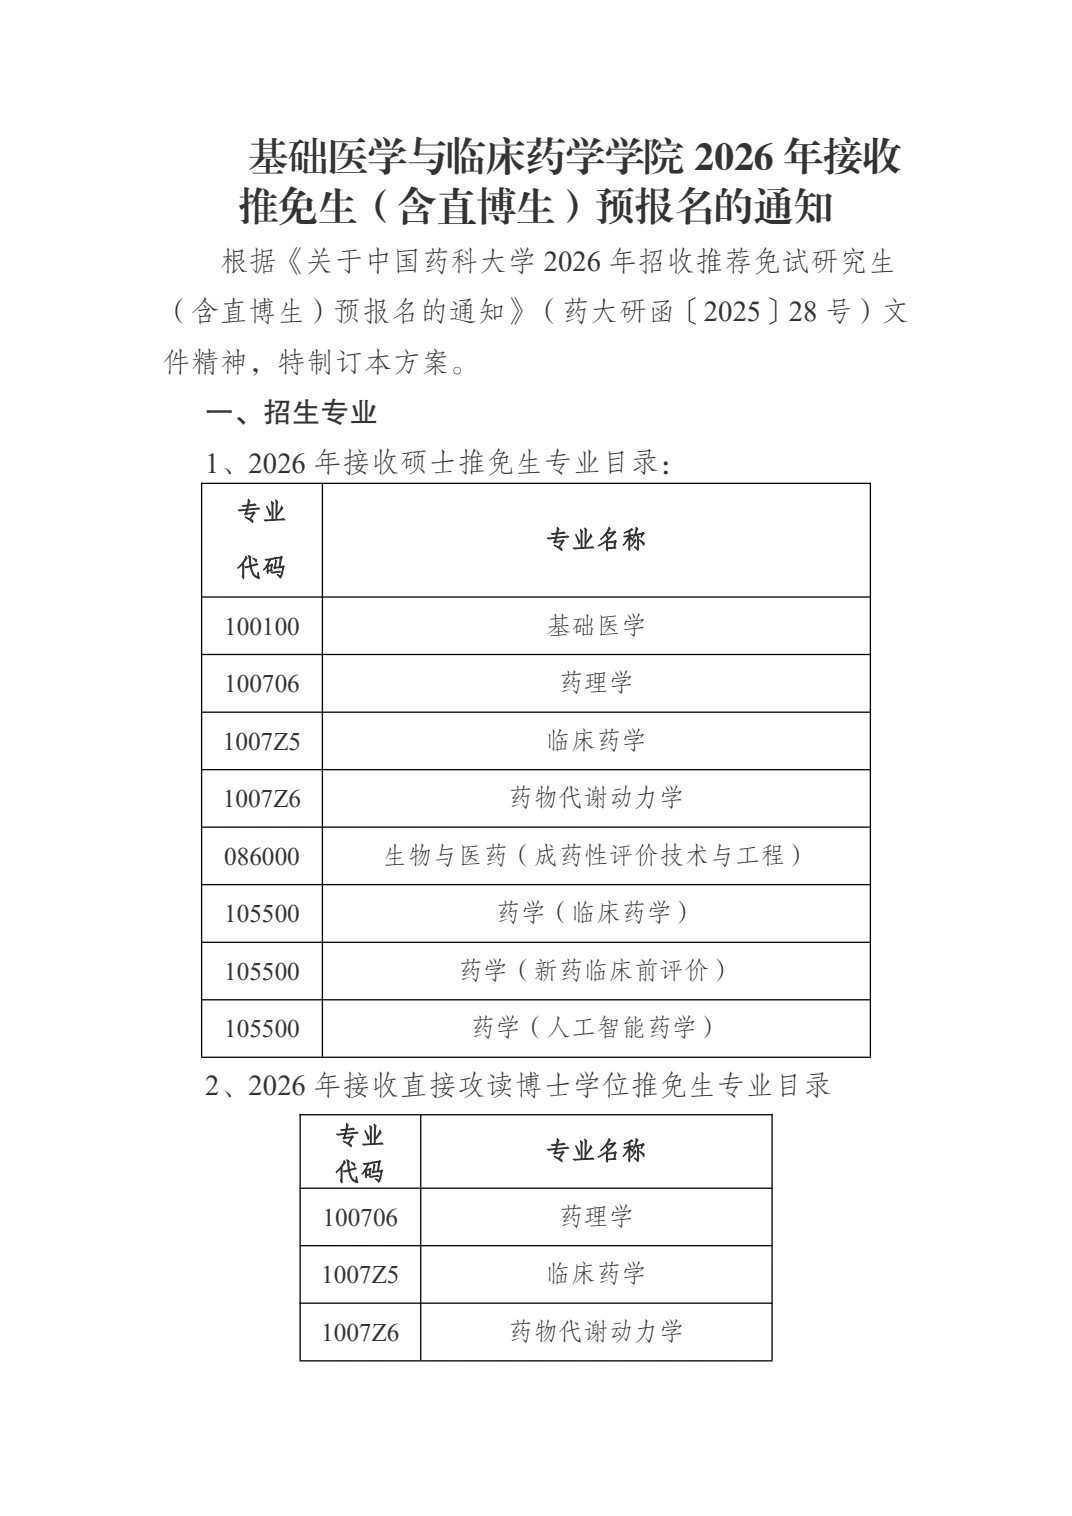 基础医学与临床药学学院 2026 年接收
推免生（含直博生）预报名的通知
根据《关于中国药科大学 2026 年招收推荐免试研究生
（含直博生）预报名的通知》（药大研函〔2025〕28 号）文
件精神，特制订本方案。
一、招生专业
1、2026 年接收硕士推免生专业目录：
专业
代码
专业名称
100100 基础医学
100706 药理学
1007Z5 临床药学
1007Z6 药物代谢动力学
086000 生物与医药（成药性评价技术与工程）
105500 药学（临床药学）
105500 药学（新药临床前评价）
105500 药学（人工智能药学）
2、2026 年接收直接攻读博士学位推免生专业目录
专业
代码
专业名称
100706 药理学
1007Z5 临床药学
1007Z6 药物代谢动力学